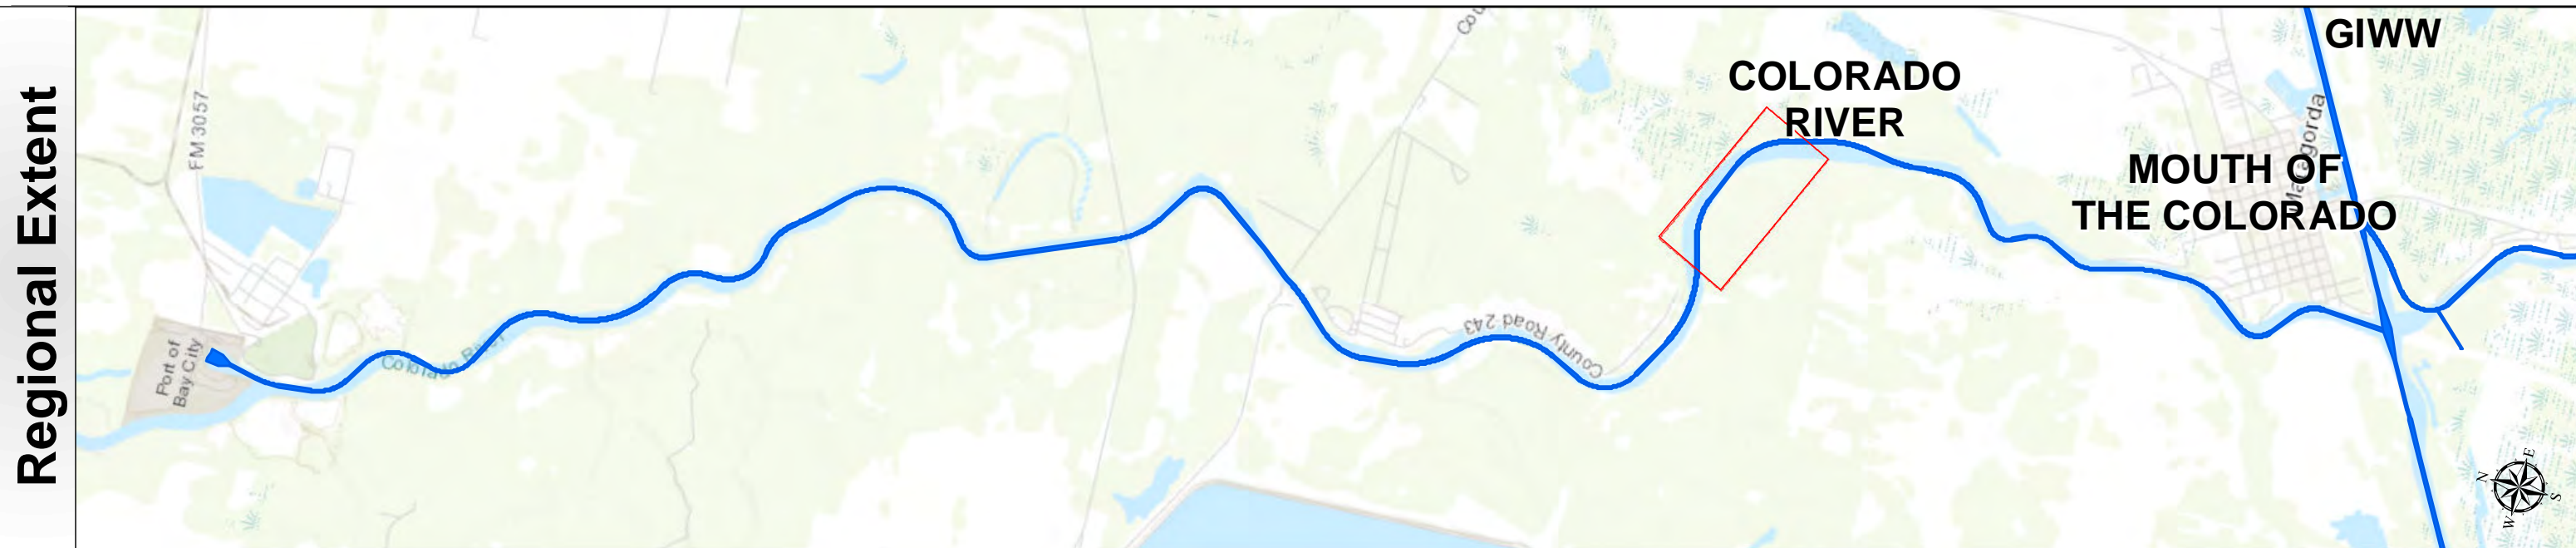 Regional Extent
FM 3057
Port of
Bay City
Colorado River
Cou
County Road 243
COLORADO
RIVER
MOUTH OF
THE COLORADO
Matagorda
GIWW
N
E
S
W